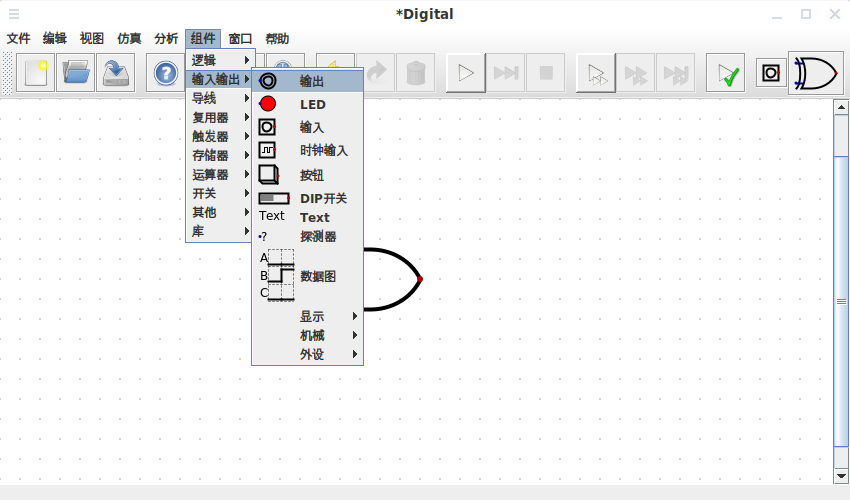 *Digital
文件 编辑 视图 仿真 分析 组件 窗口 帮助
逻辑
输入输出
导线
复用器
触发器
存储器
运算器
开关
其他
库
输出
LED
输入
时钟输入
按钮
DIP开关
Text Text
?
探测器
A
B
C
数据图
显示
机械
外设